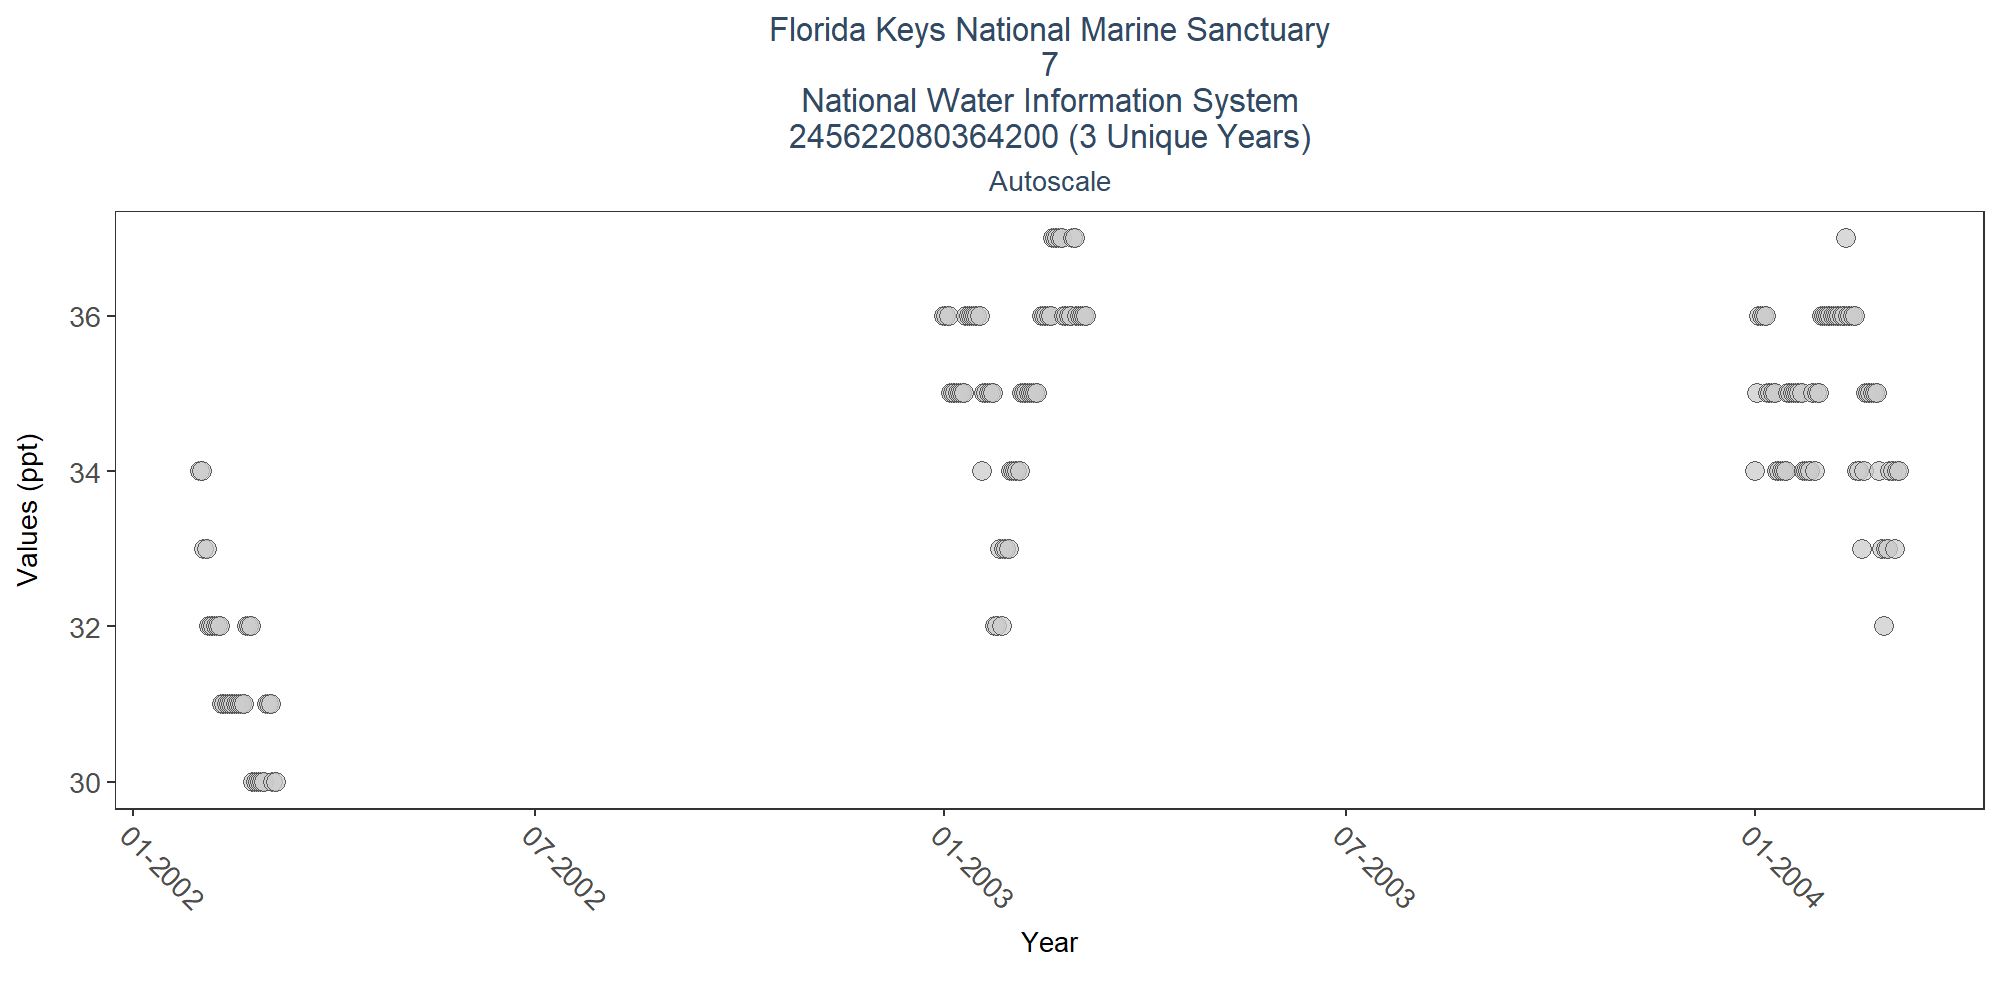 Florida Keys National Marine Sanctuary
7
National Water Information System
245622080364200 (3 Unique Years)
Autoscale
Values (ppt)
36
34
32
30
01-2002
07-2002
01-2003
07-2003
01-2004
Year